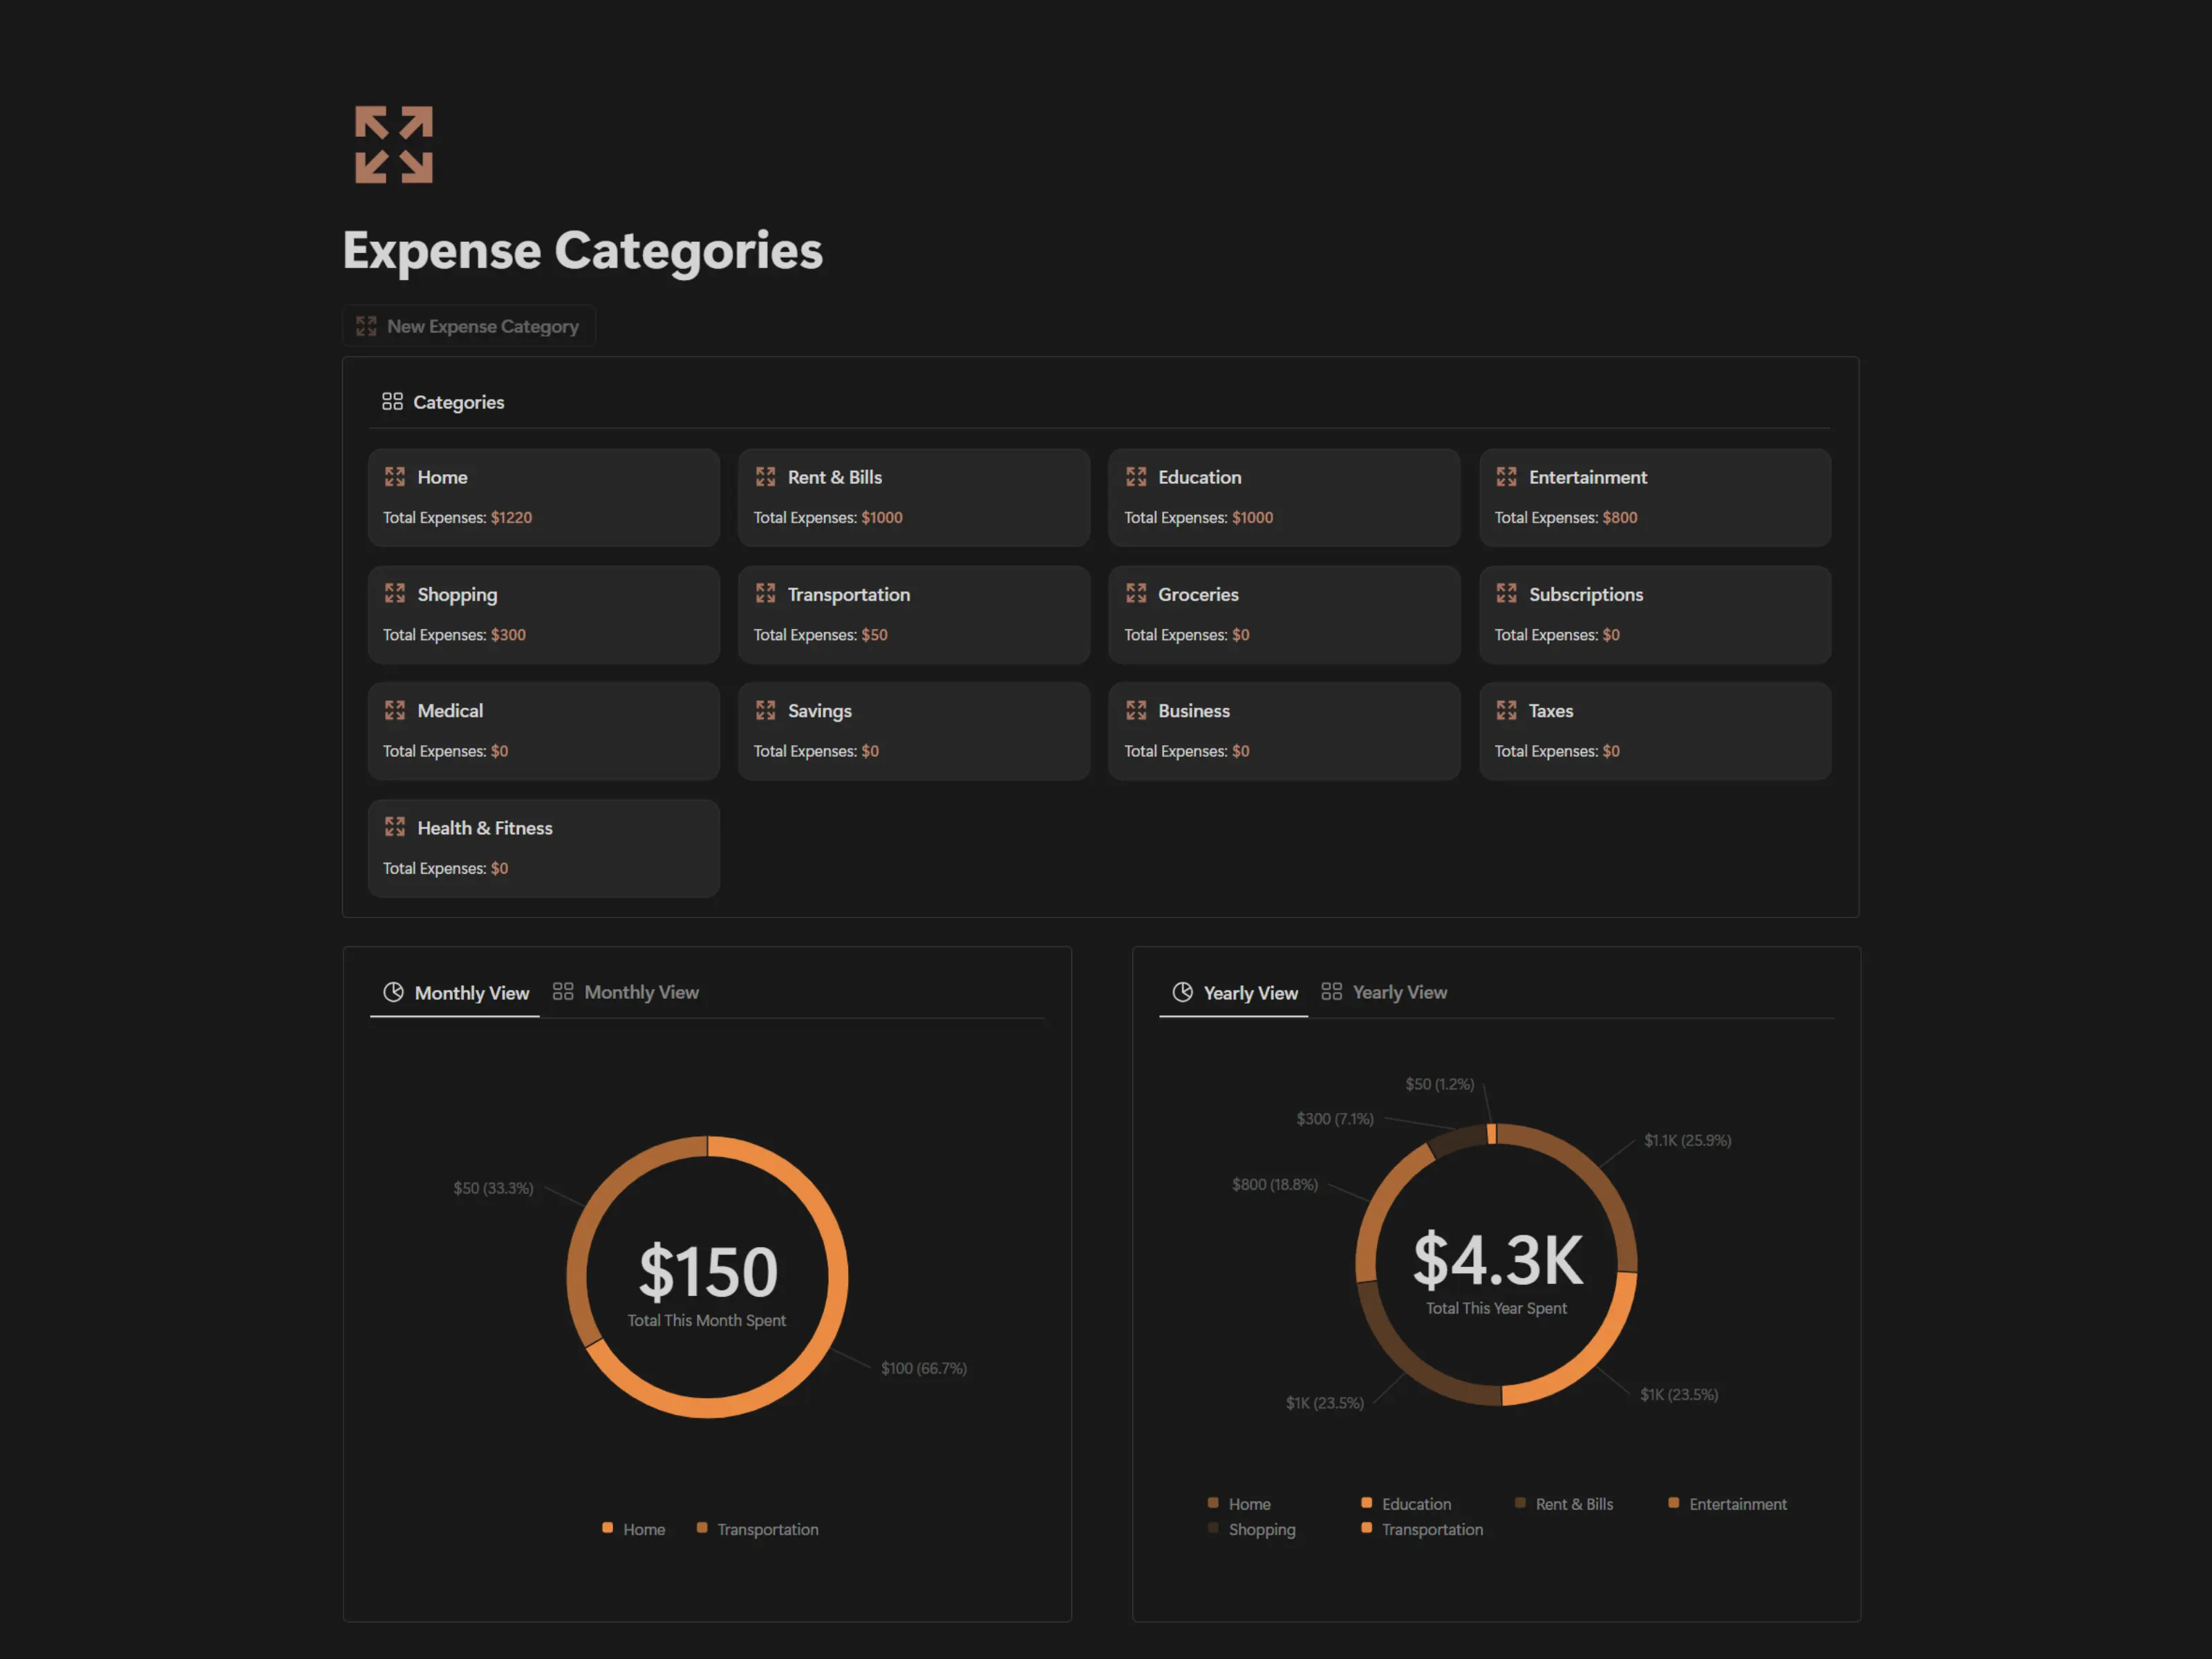 Expense Categories
New Expense Category
Categories
Home
Total Expenses: $1220
Rent & Bills
Total Expenses: $1000
Education
Total Expenses: $1000
Entertainment
Total Expenses: $800
Shopping
Total Expenses: $300
Transportation
Total Expenses: $50
Groceries
Total Expenses: $0
Subscriptions
Total Expenses: $0
Medical
Total Expenses: $0
Savings
Total Expenses: $0
Business
Total Expenses: $0
Taxes
Total Expenses: $0
Health & Fitness
Total Expenses: $0
Monthly View
Monthly View
$50 (33.3%)
$150
Total This Month Spent
$100 (66.7%)
Home
Transportation
Yearly View
Yearly View
$50 (1.2%)
$300 (7.1%)
$1.1K (25.9%)
$800 (18.8%)
$4.3K
Total This Year Spent
$1K (23.5%)
$1K (23.5%)
Home
Education
Rent & Bills
Entertainment
Shopping
Transportation